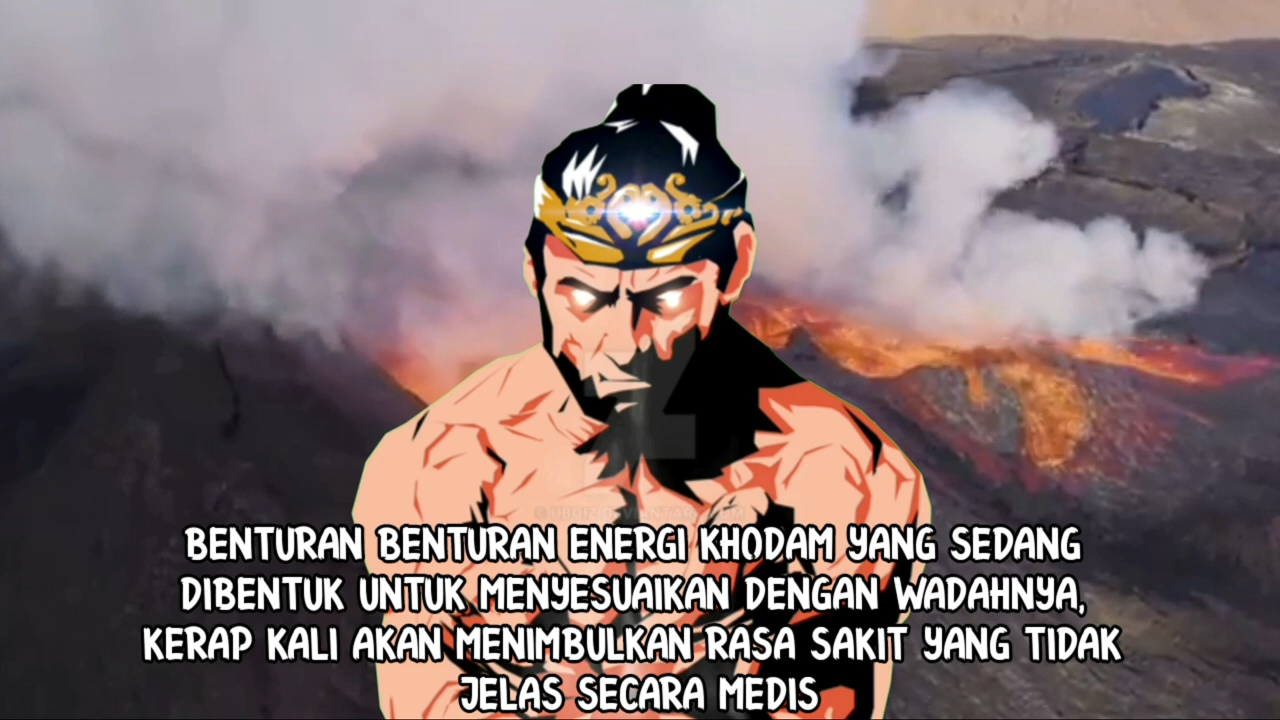 BENTURAN BENTURAN ENERGI KHODAM YANG SEDANG
DIBENTUK UNTUK MENYESUAIKAN DENGAN WADAHNYA,
KERAP KALI AKAN MENIMBULKAN RASA SAKIT YANG TIDAK
JELAS SECARA MEDIS